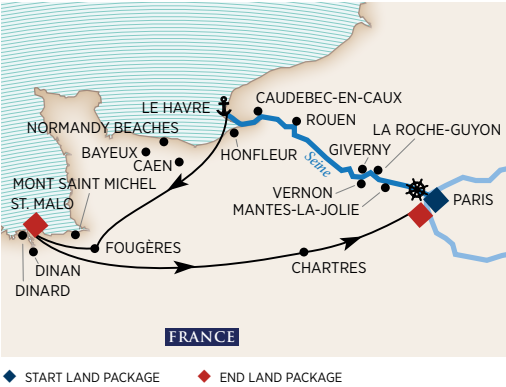 LE HAVRE
CAUDEBEC-EN-CAUX
ROUEN
NORMANDY BEACHES
LA ROCHE-GUYON
BAYEUX
HONFLEUR
GIVERNY
CAEN
Seine
MONT SAINT MICHEL
VERNON
ST. MALO
MANTES-LA-JOLIE
PARIS
FOUGÈRES
DINAN
CHARTRES
DINARD
FRANCE
START LAND PACKAGE
END LAND PACKAGE